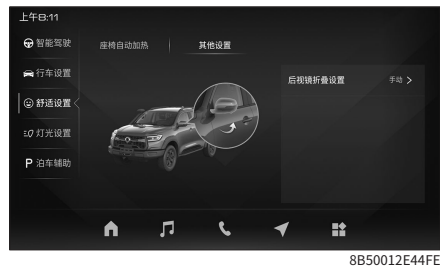 上午8:11
智能驾驶
座椅自动加热
其他设置
行车设置
后视镜折叠设置 手动
舒适设置
灯光设置
P 泊车辅助
8B50012E44FE